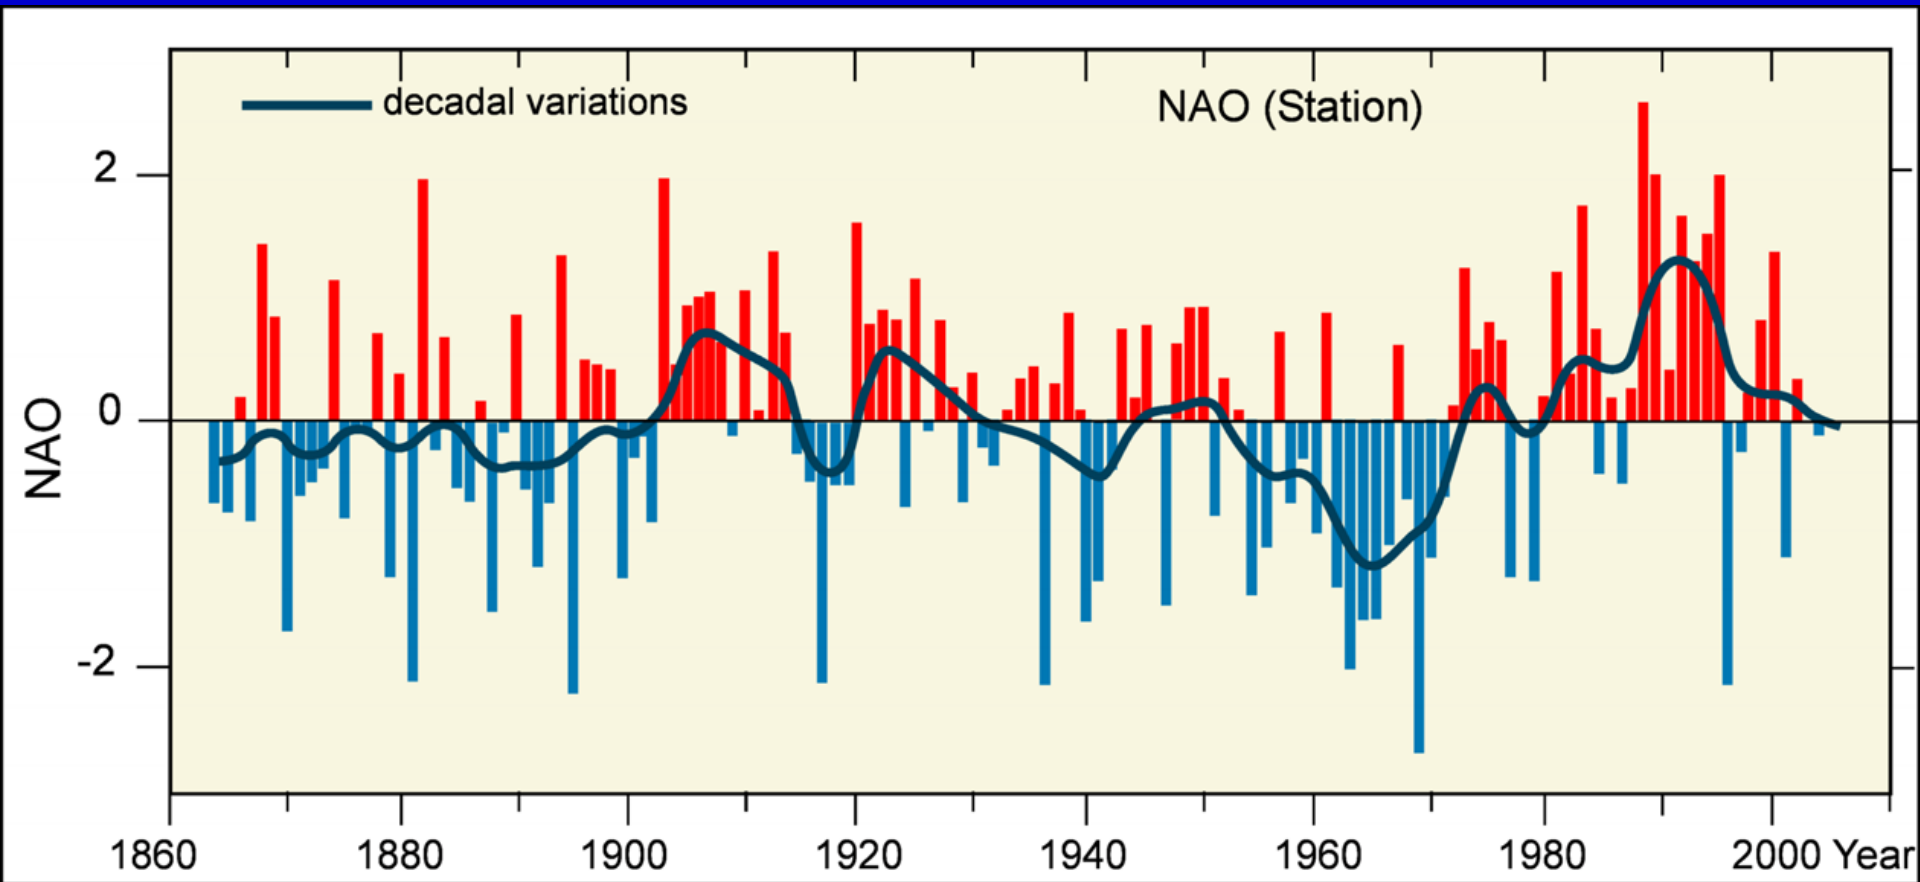 decadal variations
NAO (Station)
2
0
-2
NAO
1860 1880 1900 1920 1940 1960 1980 2000 Year